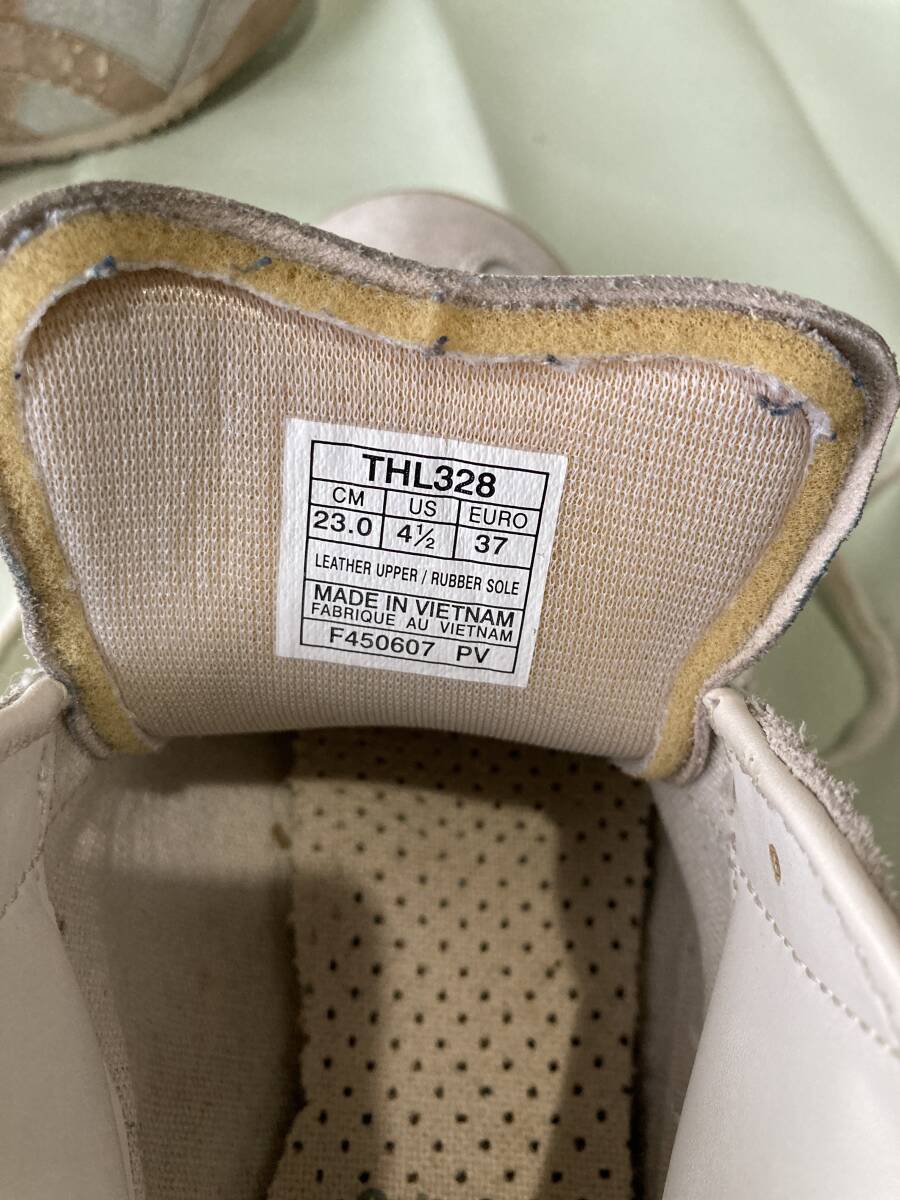 THL328
CM US EURO
23.0 4½ 37
LEATHER UPPER / RUBBER SOLE
MADE IN VIETNAM
FABRIQUE AU VIETNAM
F450607 PV